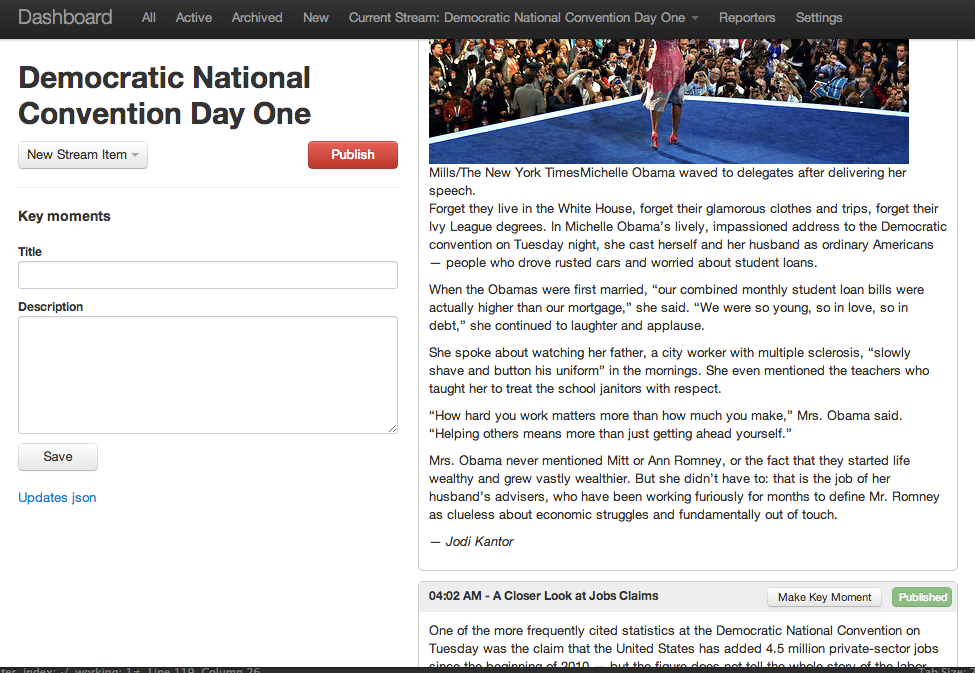 Dashboard All Active Archived New Current Stream: Democratic National Convention Day One Reporters Settings
Democratic National
Convention Day One
New Stream Item Publish
Key moments
Title
Description
Save
Updates json
Mills/The New York TimesMichelle Obama waved to delegates after delivering her
speech.
Forget they live in the White House, forget their glamorous clothes and trips, forget their
Ivy League degrees. In Michelle Obama’s lively, impassioned address to the Democratic
convention on Tuesday night, she cast herself and her husband as ordinary Americans
— people who drove rusted cars and worried about student loans.
When the Obamas were first married, “our combined monthly student loan bills were
actually higher than our mortgage,” she said. “We were so young, so in love, so in
debt,” she continued to laughter and applause.
She spoke about watching her father, a city worker with multiple sclerosis, “slowly
shave and button his uniform” in the mornings. She even mentioned the teachers who
taught her to treat the school janitors with respect.
“How hard you work matters more than how much you make,” Mrs. Obama said.
“Helping others means more than just getting ahead yourself.”
Mrs. Obama never mentioned Mitt or Ann Romney, or the fact that they started life
wealthy and grew vastly wealthier. But she didn’t have to: that is the job of her
husband’s advisers, who have been working furiously for months to define Mr. Romney
as clueless about economic struggles and fundamentally out of touch.
— Jodi Kantor
04:02 AM - A Closer Look at Jobs Claims Make Key Moment Published
One of the more frequently cited statistics at the Democratic National Convention on
Tuesday was the claim that the United States has added 4.5 million private-sector jobs
since the beginning of 2010 — but the figure does not tell the whole story of the labor
Line 119, Column 26
Tab Size: